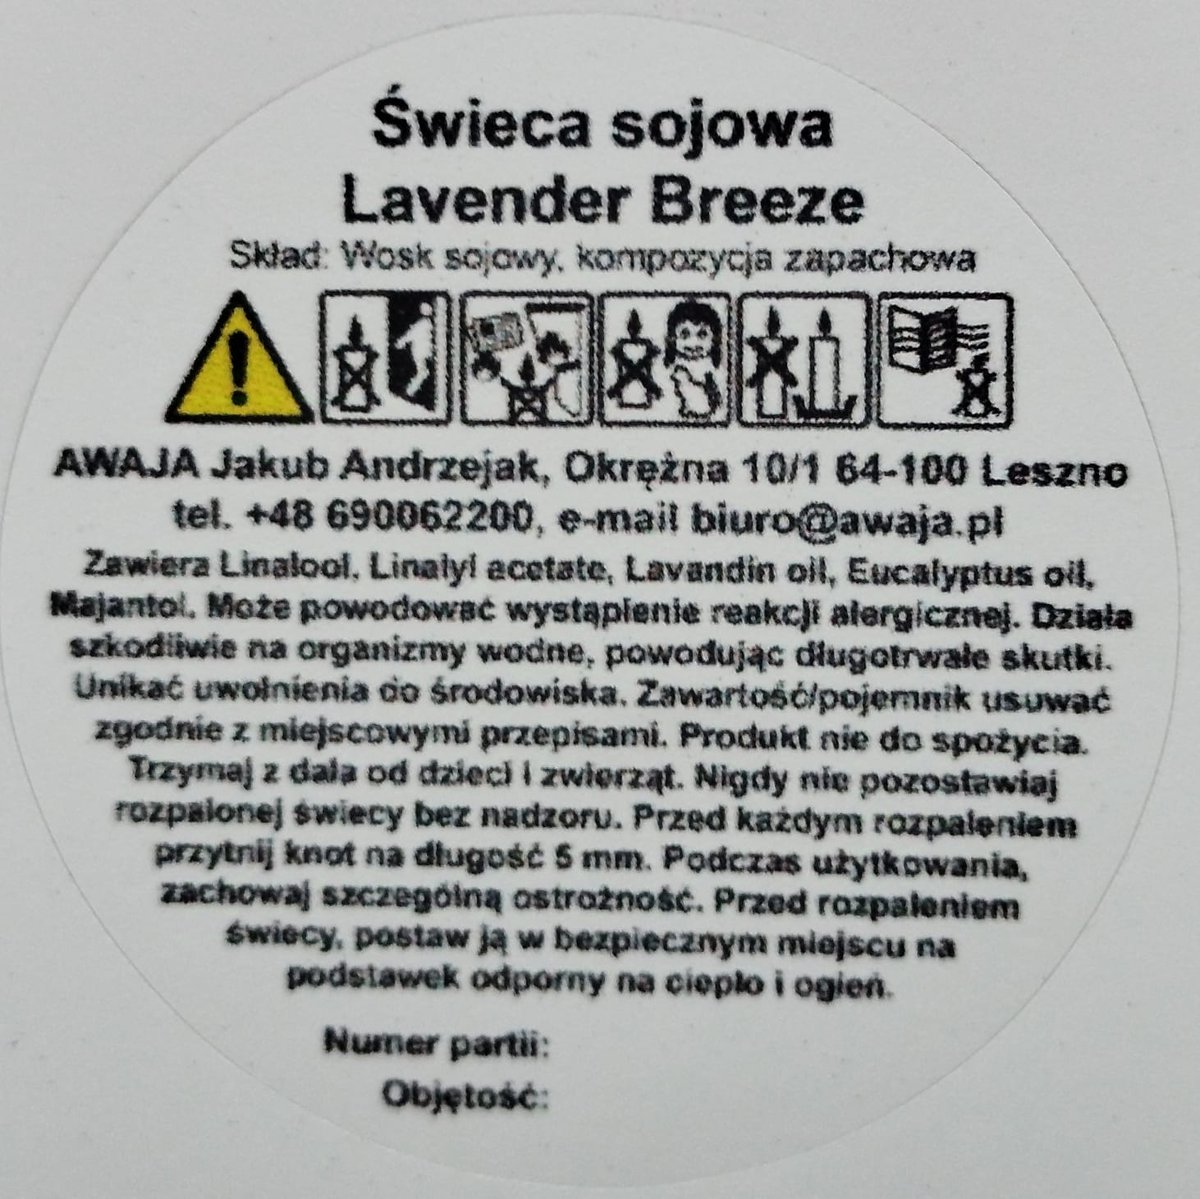 Świeca sojowa
Lavender Breeze
Skład: Wosk sojowy, kompozycja zapachowa
AWAJA Jakub Andrzejak, Okrężna 10/1 64-100 Leszno
tel. +48 690062200, e-mail biuro@awaja.pl
Zawiera Linalool, Linalyl acetate, Lavandin oil, Eucalyptus oil,
Majantol. Może powodować wystąpienie reakcji alergicznej. Działa
szkodliwie na organizmy wodne, powodując długotrwałe skutki.
Unikać uwolnienia do środowiska. Zawartość/pojemnik usuwać
zgodnie z miejscowymi przepisami. Produkt nie do spożycia.
Trzymaj z dala od dzieci i zwierząt. Nigdy nie pozostawiaj
rozpalonej świecy bez nadzoru. Przed każdym rozpaleniem
przytnij knot na długość 5 mm. Podczas użytkowania,
zachowaj szczególną ostrożność. Przed rozpaleniem
świecy, postaw ją w bezpiecznym miejscu na
podstawek odporny na ciepło i ogień.
Numer partii:
Objętość: